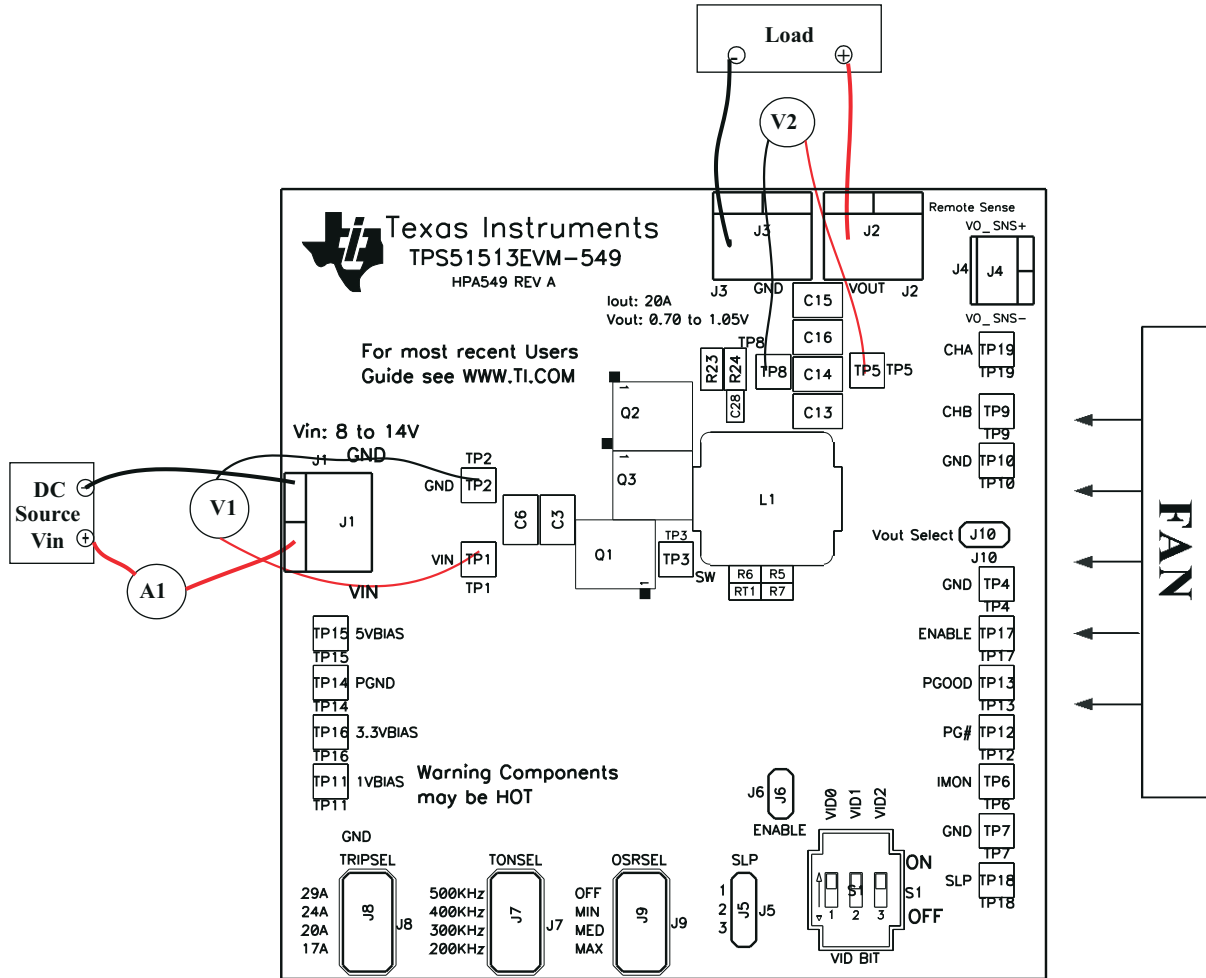 Load
-
+
V2
Texas Instruments
TPS51513EVM-549
HPA549 REV A
Remote Sense
VO_SNS+
J3
J2
J4
J4
J3
GND
VOUT
J2
VO_SNS-
Iout: 20A
Vout: 0.70 to 1.05V
C15
C16
C14
C13
For most recent Users
Guide see WWW.TI.COM
R23
R24
C28
TP8
TP8
TP5
TP5
CHA
TP19
TP19
CHB
TP9
TP9
GND
TP10
TP10
1
Q2
1
Q3
Q1
1
L1
Vin: 8 to 14V
GND
J1
J1
VIN
DC
Source
Vin
-
+
V1
A1
TP2
GND
TP2
VIN
TP1
TP1
C6
C3
TP3
TP3
SW
R6
R5
RT1
R7
Vout Select
J10
J10
GND
TP4
TP4
ENABLE
TP17
TP17
PGOOD
TP13
TP13
PG#
TP12
TP12
IMON
TP6
TP6
GND
TP7
TP7
SLP
TP18
TP18
FAN
TP15
5VBIAS
TP15
TP14
PGND
TP14
TP16
3.3VBIAS
TP16
TP11
1VBIAS
TP11
Warning Components
may be HOT
J6
J6
ENABLE
VID0
VID1
VID2
GND
TRIPSEL
29A
24A
20A
17A
J8
J8
TONSEL
500KHz
400KHz
300KHz
200KHz
J7
J7
OSRSEL
OFF
MIN
MED
MAX
J9
J9
SLP
1
2
3
J5
J5
ON
S1
S1
1
2
3
OFF
VID BIT